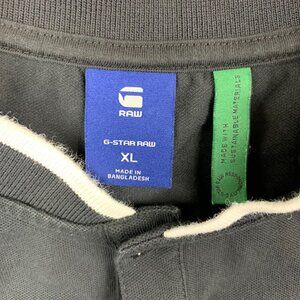 RAW
G-STAR RAW
XL
MADE IN
BANGLADESH
MADE WITH
SUSTAINABLE MATERIALS